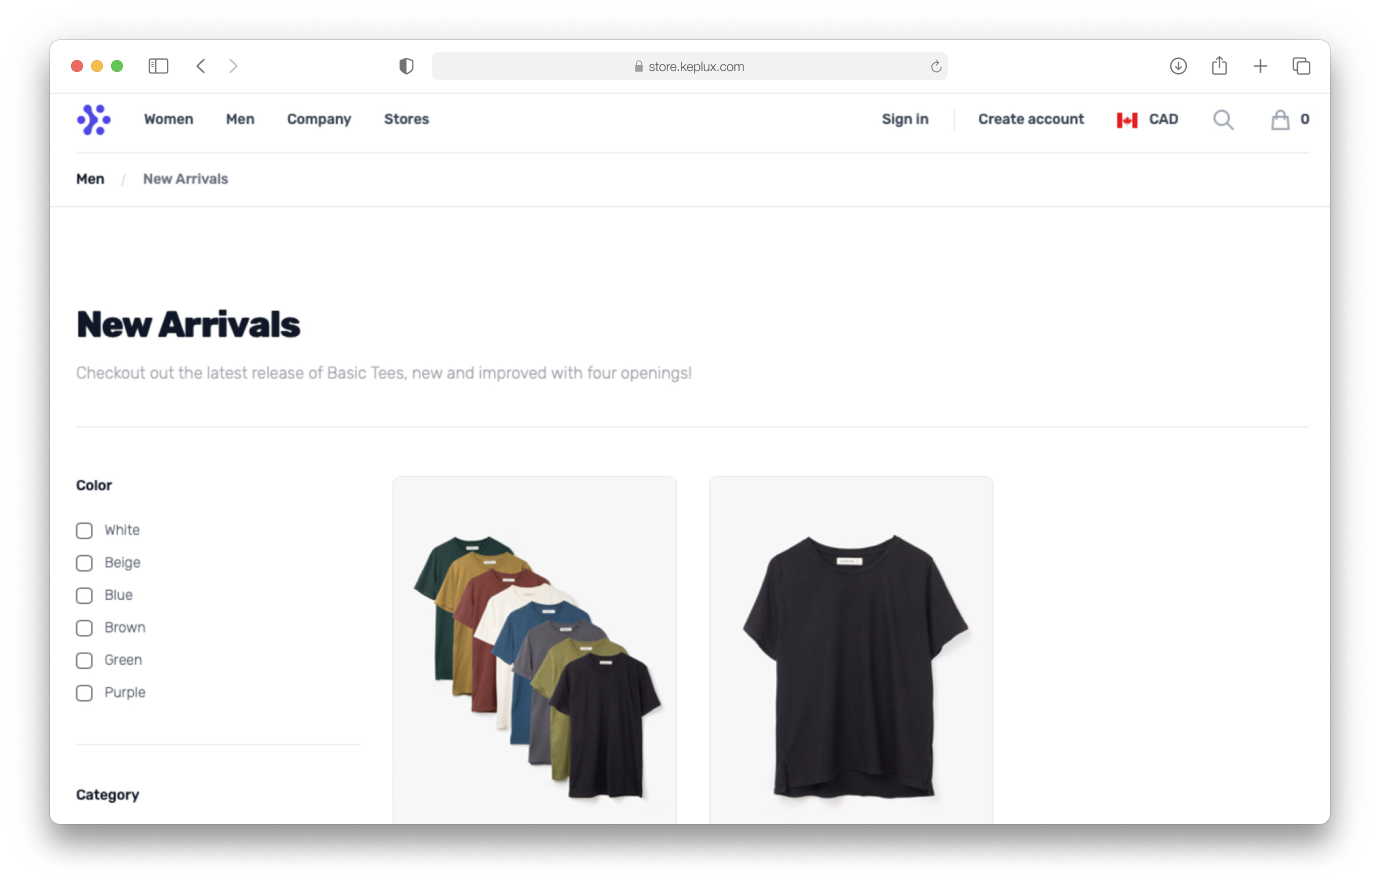 store.keplux.com
Women Men Company Stores Sign in Create account CAD 0
Men / New Arrivals
New Arrivals
Checkout out the latest release of Basic Tees, new and improved with four openings!
Color
White
Beige
Blue
Brown
Green
Purple
Category